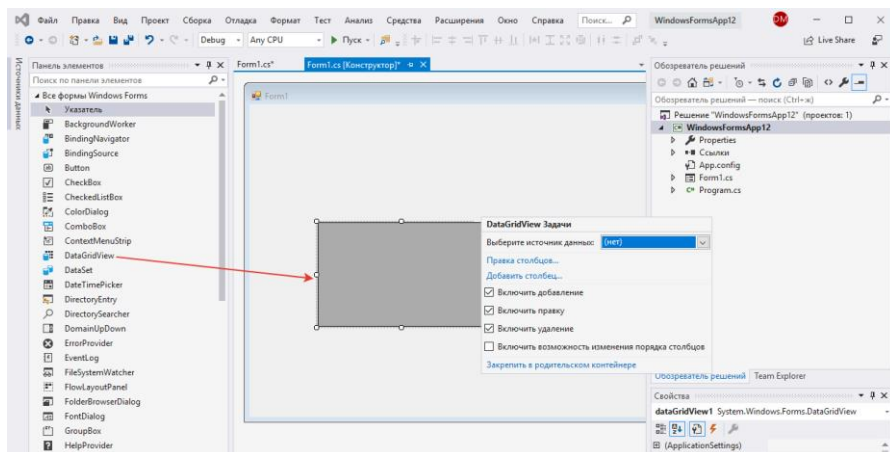 Файл Правка Вид Проект Сборка Отладка Формат Тест Анализ Средства Расширения Окно Справка Поиск... WindowsFormsApp12 DM
Debug Any CPU Пуск Live Share
Источники данных
Панель элементов
Поиск по панели элементов
Все формы Windows Forms
Указатель
BackgroundWorker
BindingNavigator
BindingSource
Button
CheckBox
CheckedListBox
ColorDialog
ComboBox
ContextMenuStrip
DataGridView
DataSet
DateTimePicker
DirectoryEntry
DirectorySearcher
DomainUpDown
ErrorProvider
EventLog
FileSystemWatcher
FlowLayoutPanel
FolderBrowserDialog
FontDialog
GroupBox
HelpProvider
Form1.cs* Form1.cs [Конструктор]*
Form1
DataGridView Задачи
Выберите источник данных: (нет)
Правка столбцов...
Добавить столбец...
Включить добавление
Включить правку
Включить удаление
Включить возможность изменения порядка столбцов
Закрепить в родительском контейнере
Обозреватель решений
Обозреватель решений — поиск (Ctrl+ж)
Решение "WindowsFormsApp12" (проектов: 1)
WindowsFormsApp12
Properties
Ссылки
App.config
Form1.cs
C# Program.cs
Обозреватель решений Team Explorer
Свойства
dataGridView1 System.Windows.Forms.DataGridView
(ApplicationSettings)